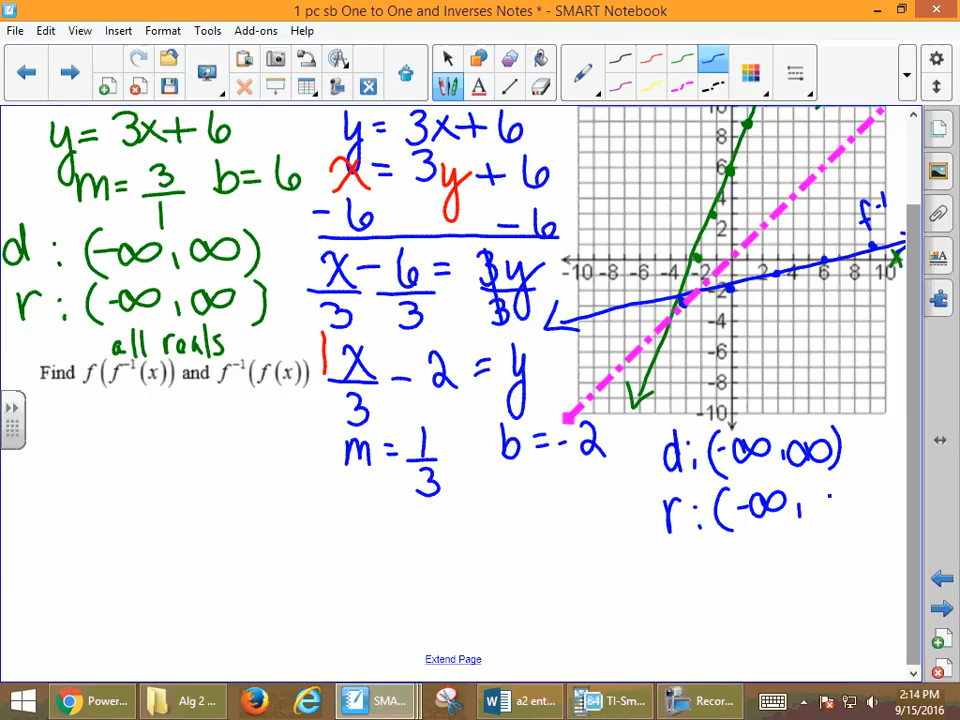 1 pc sb One to One and Inverses Notes * - SMART Notebook
File Edit View Insert Format Tools Add-ons Help
y = 3x + 6
m = 3/1 b = 6
d : (-∞, ∞)
r : (-∞, ∞)
all reals
Find f(f⁻¹(x)) and f⁻¹(f(x))
y = 3x + 6
x = 3y + 6
- 6 - 6
x - 6 = 3y
3 3 3
1x/3 - 2 = y
m = 1/3 b = -2
10
8
6
4
2
-10 -8 -6 -4 -2 2 4 6 8 10
-2
-4
-6
-8
-10
f⁻¹
x
d : (-∞, ∞)
r : (-∞,
Extend Page
Power...
Alg 2 ...
SMA...
a2 ent...
TI-Sm...
Recor...
2:14 PM
9/15/2016